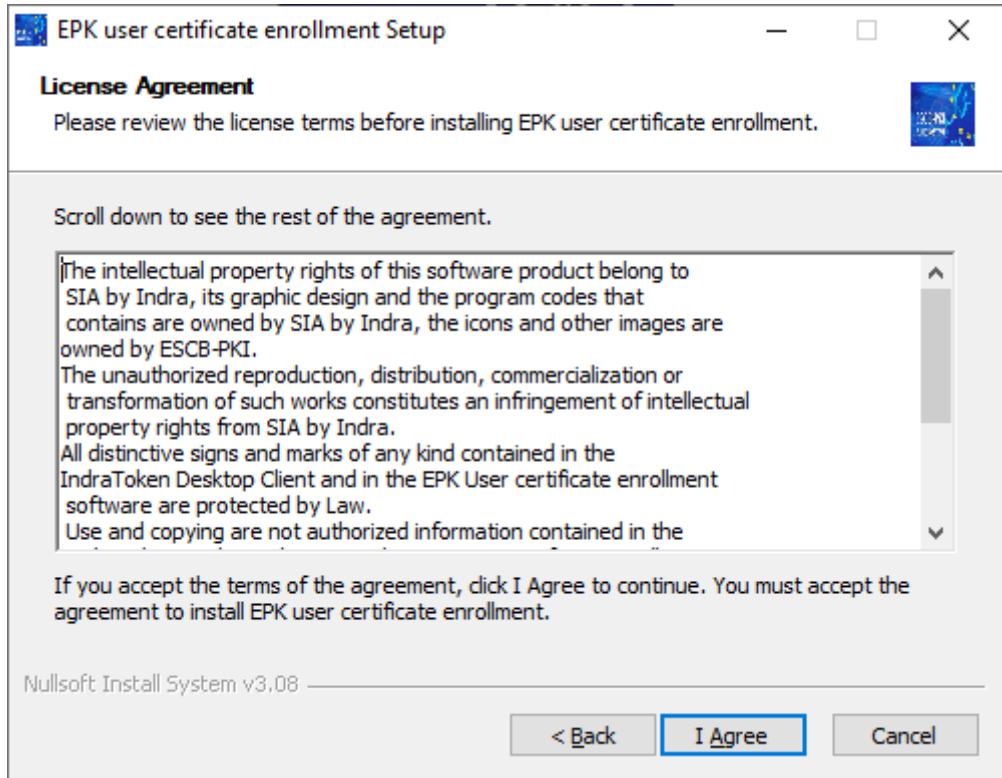 EPK user certificate enrollment Setup
License Agreement
Please review the license terms before installing EPK user certificate enrollment.
Scroll down to see the rest of the agreement.
The intellectual property rights of this software product belong to
SIA by Indra, its graphic design and the program codes that
contains are owned by SIA by Indra, the icons and other images are
owned by ESCB-PKI.
The unauthorized reproduction, distribution, commercialization or
transformation of such works constitutes an infringement of intellectual
property rights from SIA by Indra.
All distinctive signs and marks of any kind contained in the
IndraToken Desktop Client and in the EPK User certificate enrollment
software are protected by Law.
Use and copying are not authorized information contained in the
If you accept the terms of the agreement, click I Agree to continue. You must accept the
agreement to install EPK user certificate enrollment.
Nullsoft Install System v3.08
< Back
I Agree
Cancel